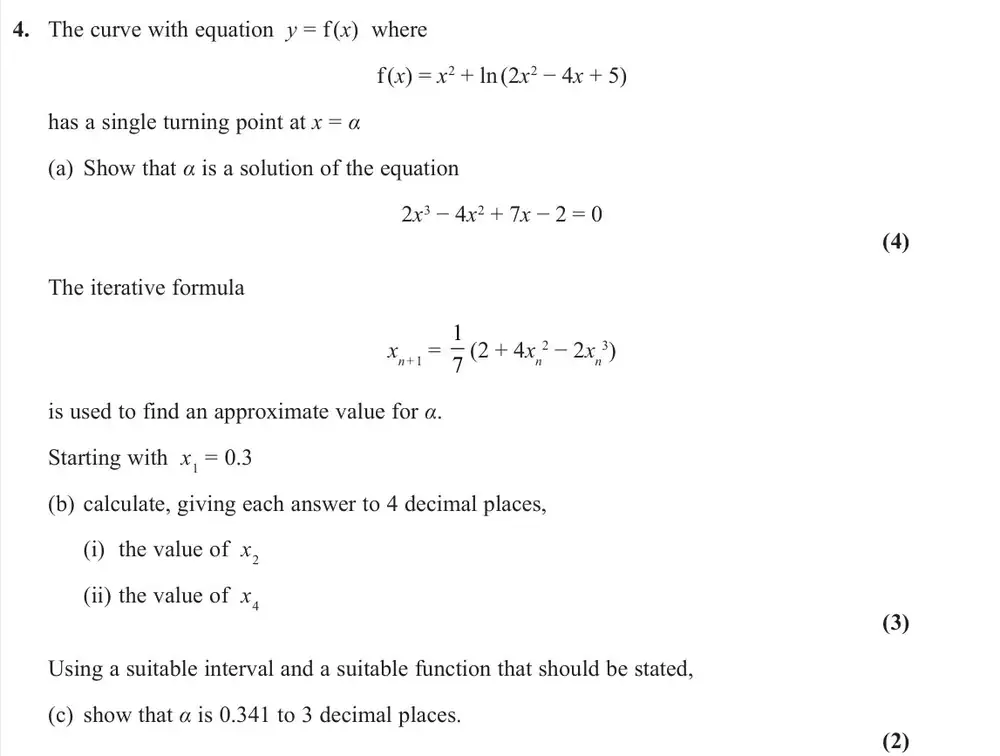 4. The curve with equation y = f(x) where
f(x) = x² + ln(2x² − 4x + 5)
has a single turning point at x = α
(a) Show that α is a solution of the equation
2x³ − 4x² + 7x − 2 = 0
(4)
The iterative formula
xₙ₊₁ = 1/7 (2 + 4xₙ² − 2xₙ³)
is used to find an approximate value for α.
Starting with x₁ = 0.3
(b) calculate, giving each answer to 4 decimal places,
(i) the value of x₂
(ii) the value of x₄
(3)
Using a suitable interval and a suitable function that should be stated,
(c) show that α is 0.341 to 3 decimal places.
(2)